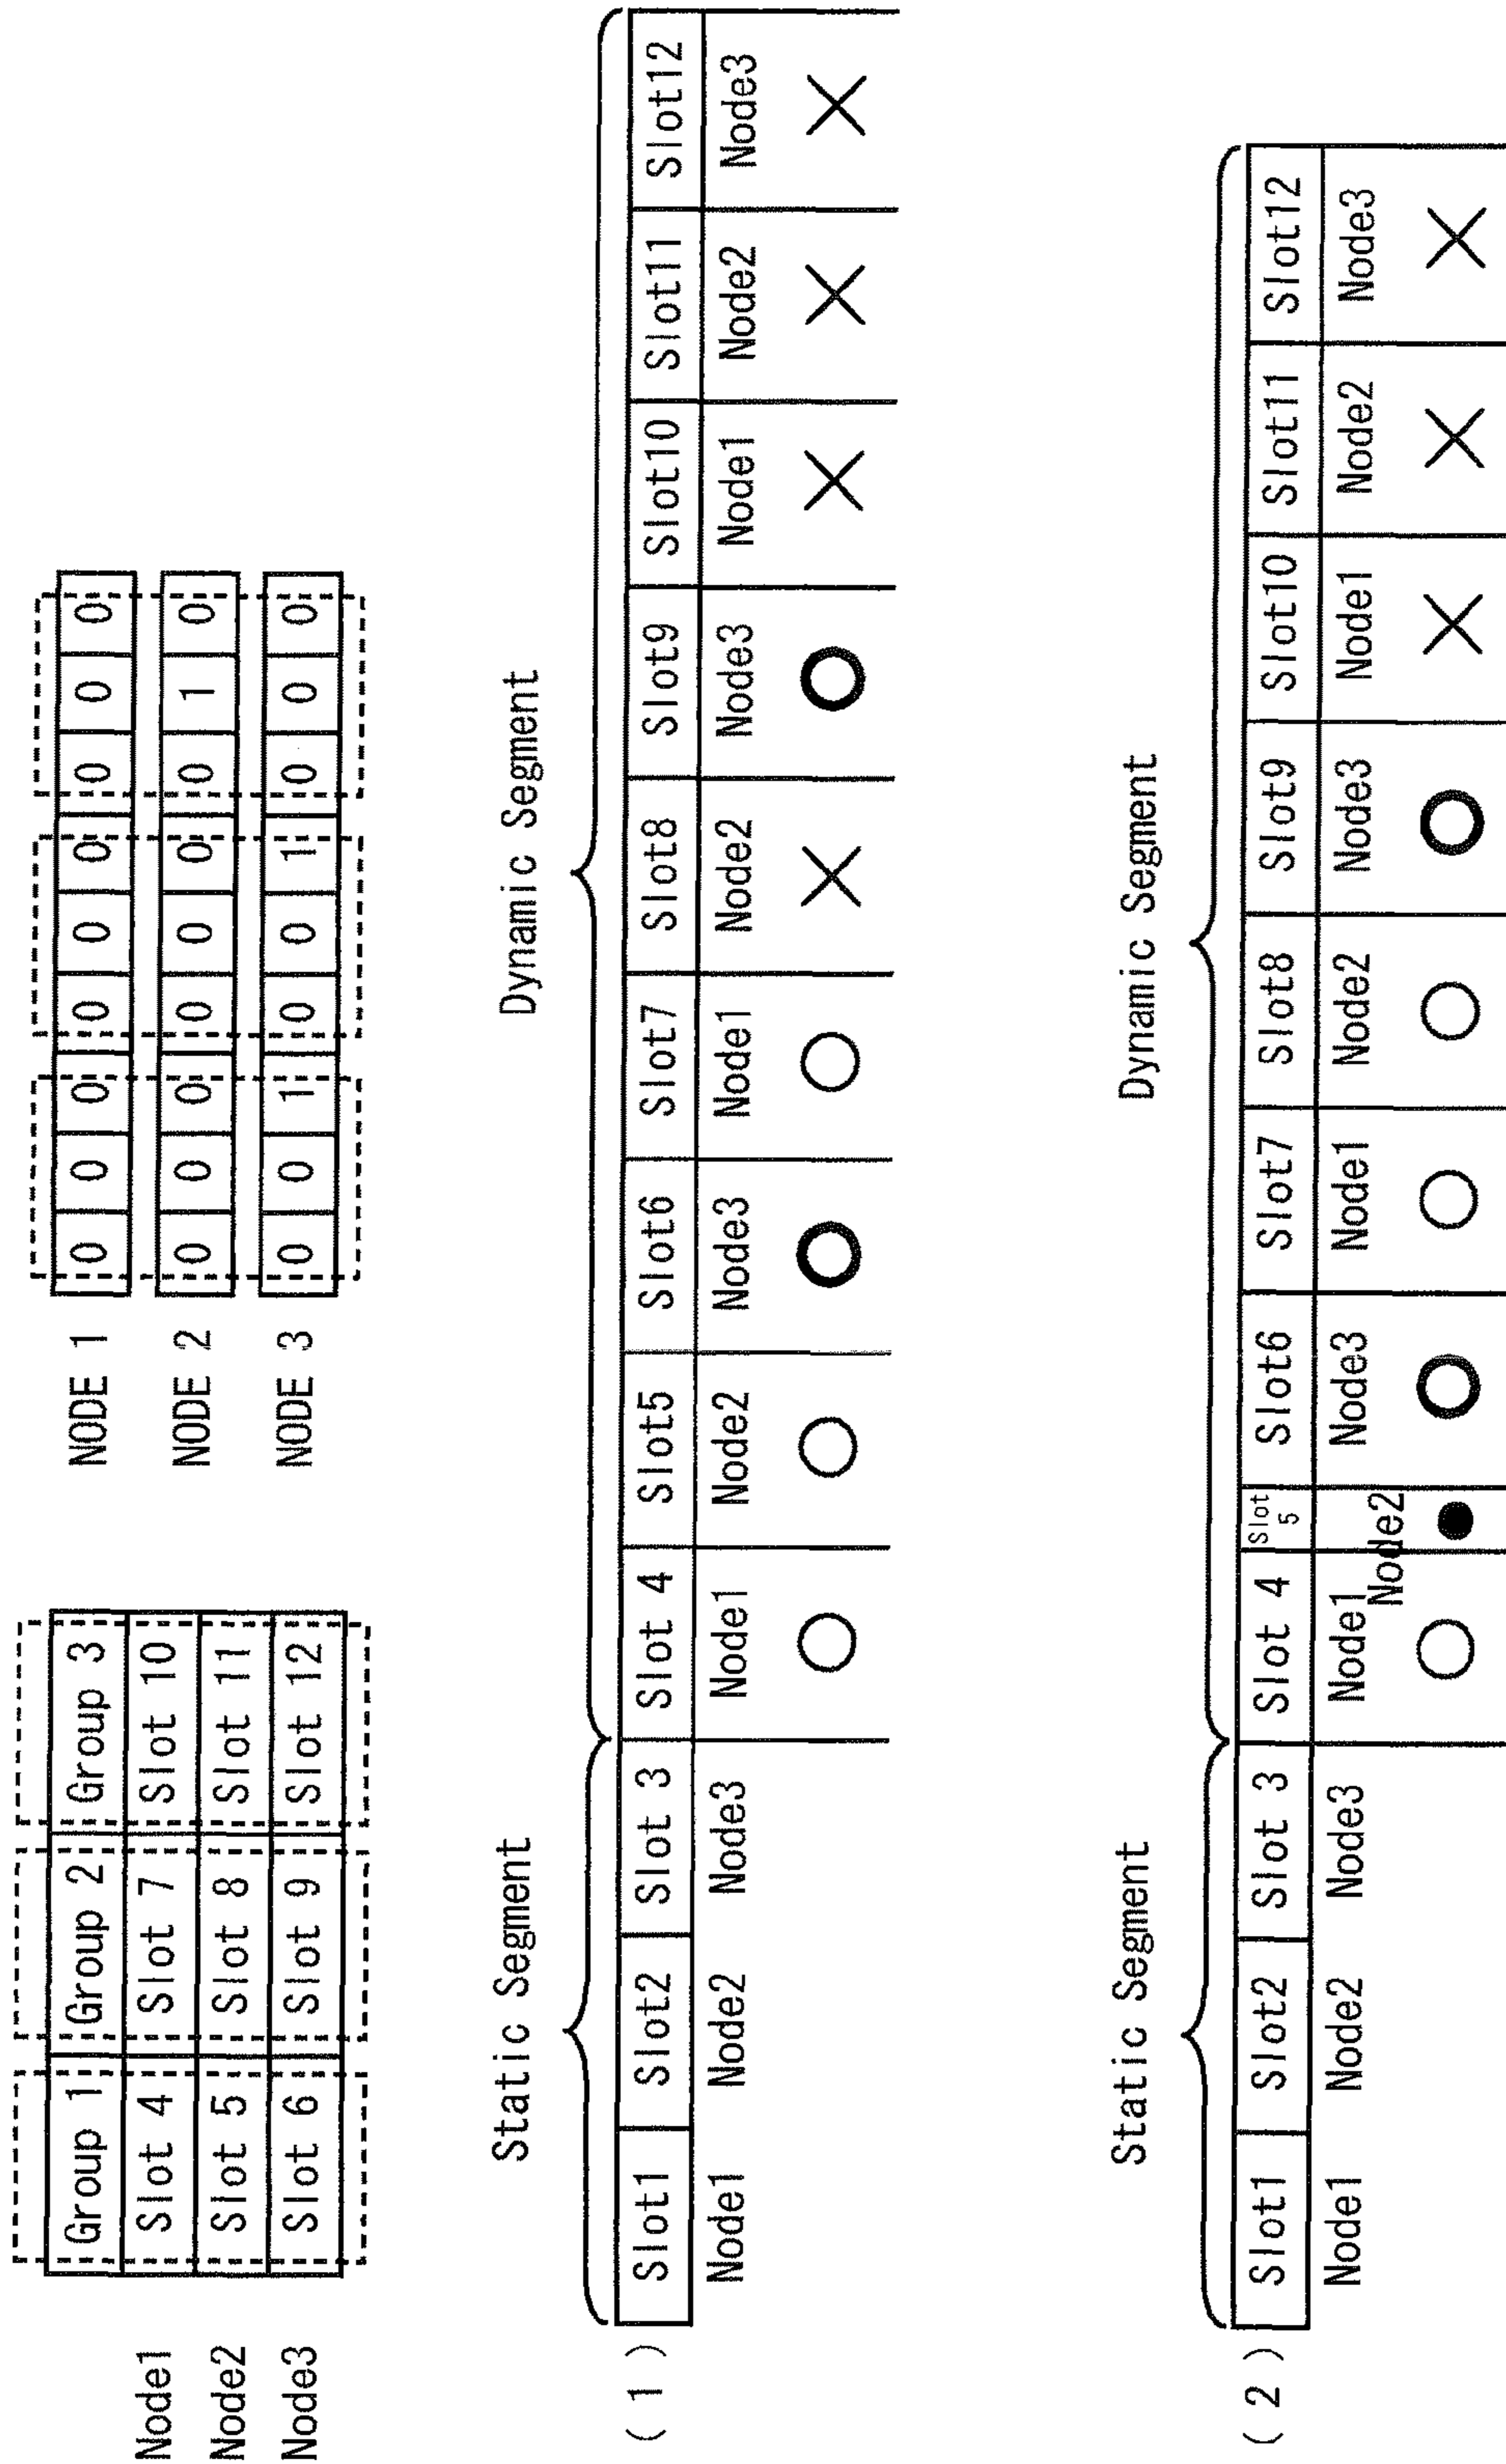 Group 1 Group 2 Group 3
Node1 Slot 4 Slot 7 Slot 10
Node2 Slot 5 Slot 8 Slot 11
Node3 Slot 6 Slot 9 Slot 12
NODE 1 0 0 0 0 0 0 0 0 0
NODE 2 0 0 0 0 0 0 0 1 0
NODE 3 0 0 1 0 0 1 0 0 0
Static Segment Dynamic Segment
( 1 ) Slot1 Slot2 Slot 3 Slot 4 Slot5 Slot6 Slot7 Slot8 Slot9 Slot10 Slot11 Slot12
Node1 Node2 Node3 Node1 Node2 Node3 Node1 Node2 Node3 Node1 Node2 Node3
Static Segment Dynamic Segment
( 2 ) Slot1 Slot2 Slot 3 Slot 4 Slot 5 Slot6 Slot7 Slot8 Slot9 Slot10 Slot11 Slot12
Node1 Node2 Node3 Node1 Node2 Node3 Node1 Node2 Node3 Node1 Node2 Node3